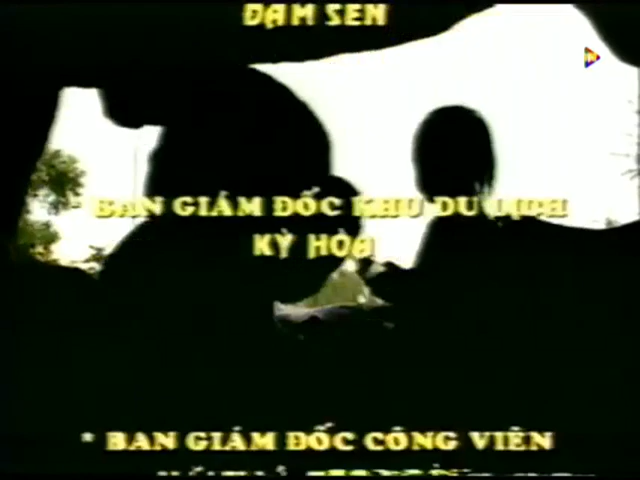 ĐẦM SEN
* BAN GIÁM ĐỐC KHU DU LỊCH
KỲ HÒA
* BAN GIÁM ĐỐC CÔNG VIÊN